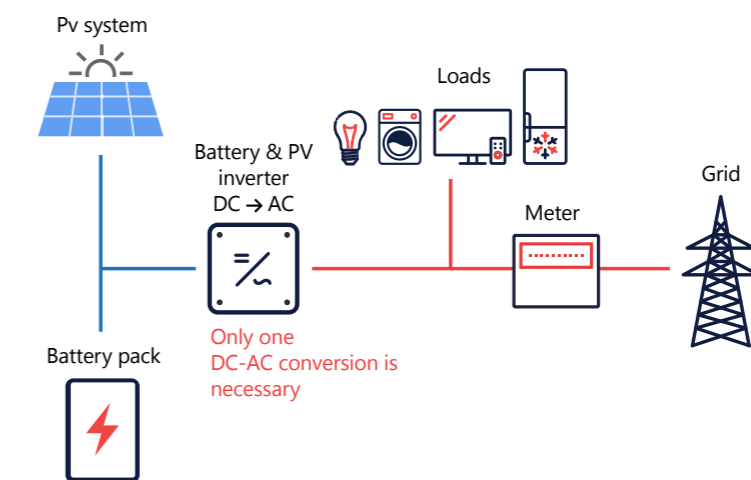 Pv system
Loads
Battery & PV
inverter
DC → AC
Grid
Meter
Only one
DC-AC conversion is
necessary
Battery pack